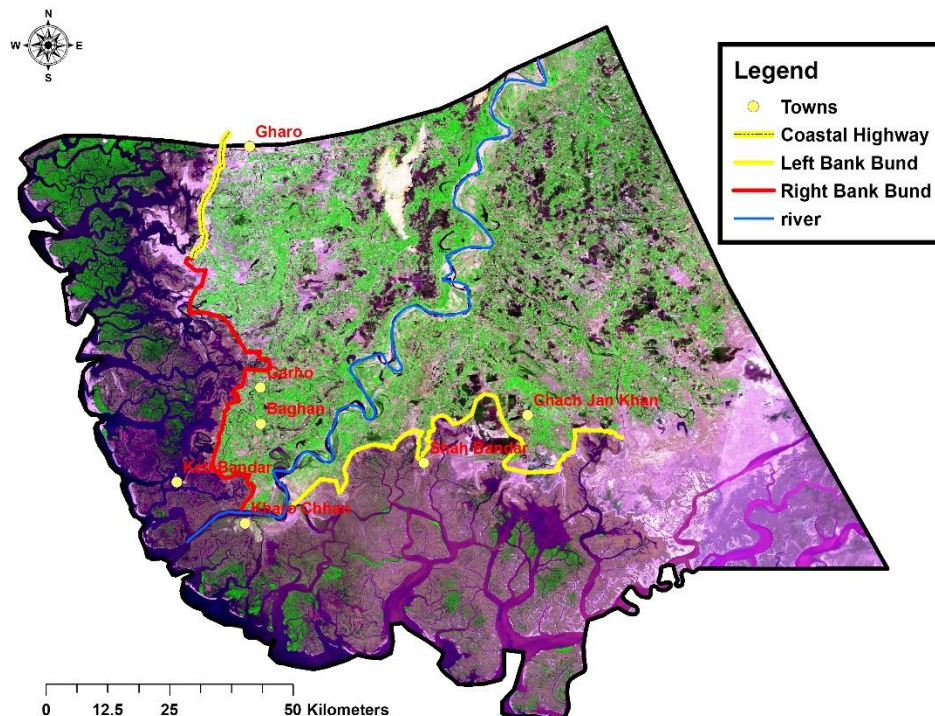 N
W E
S
Legend
Towns
Coastal Highway
Left Bank Bund
Right Bank Bund
river
Gharo
Garho
Baghan
Chach Jan Khan
Shah Bandar
Keti Bandar
Kharo Chhan
0 12.5 25 50 Kilometers